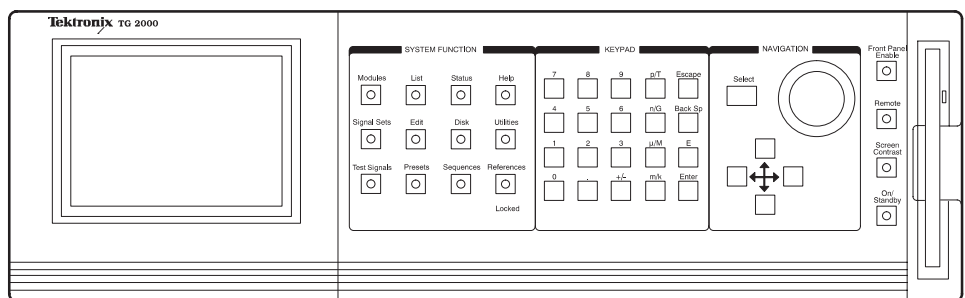 Tektronix TG 2000
SYSTEM FUNCTION
KEYPAD
NAVIGATION
Modules List Status Help
Signal Sets Edit Disk Utilities
Test Signals Presets Sequences References
Locked
7 8 9 p/T Escape
4 5 6 n/G Back Sp
1 2 3 µ/M E
0 . +/- m/k Enter
Select
Front Panel
Enable
Remote
Screen
Contrast
On/
Standby